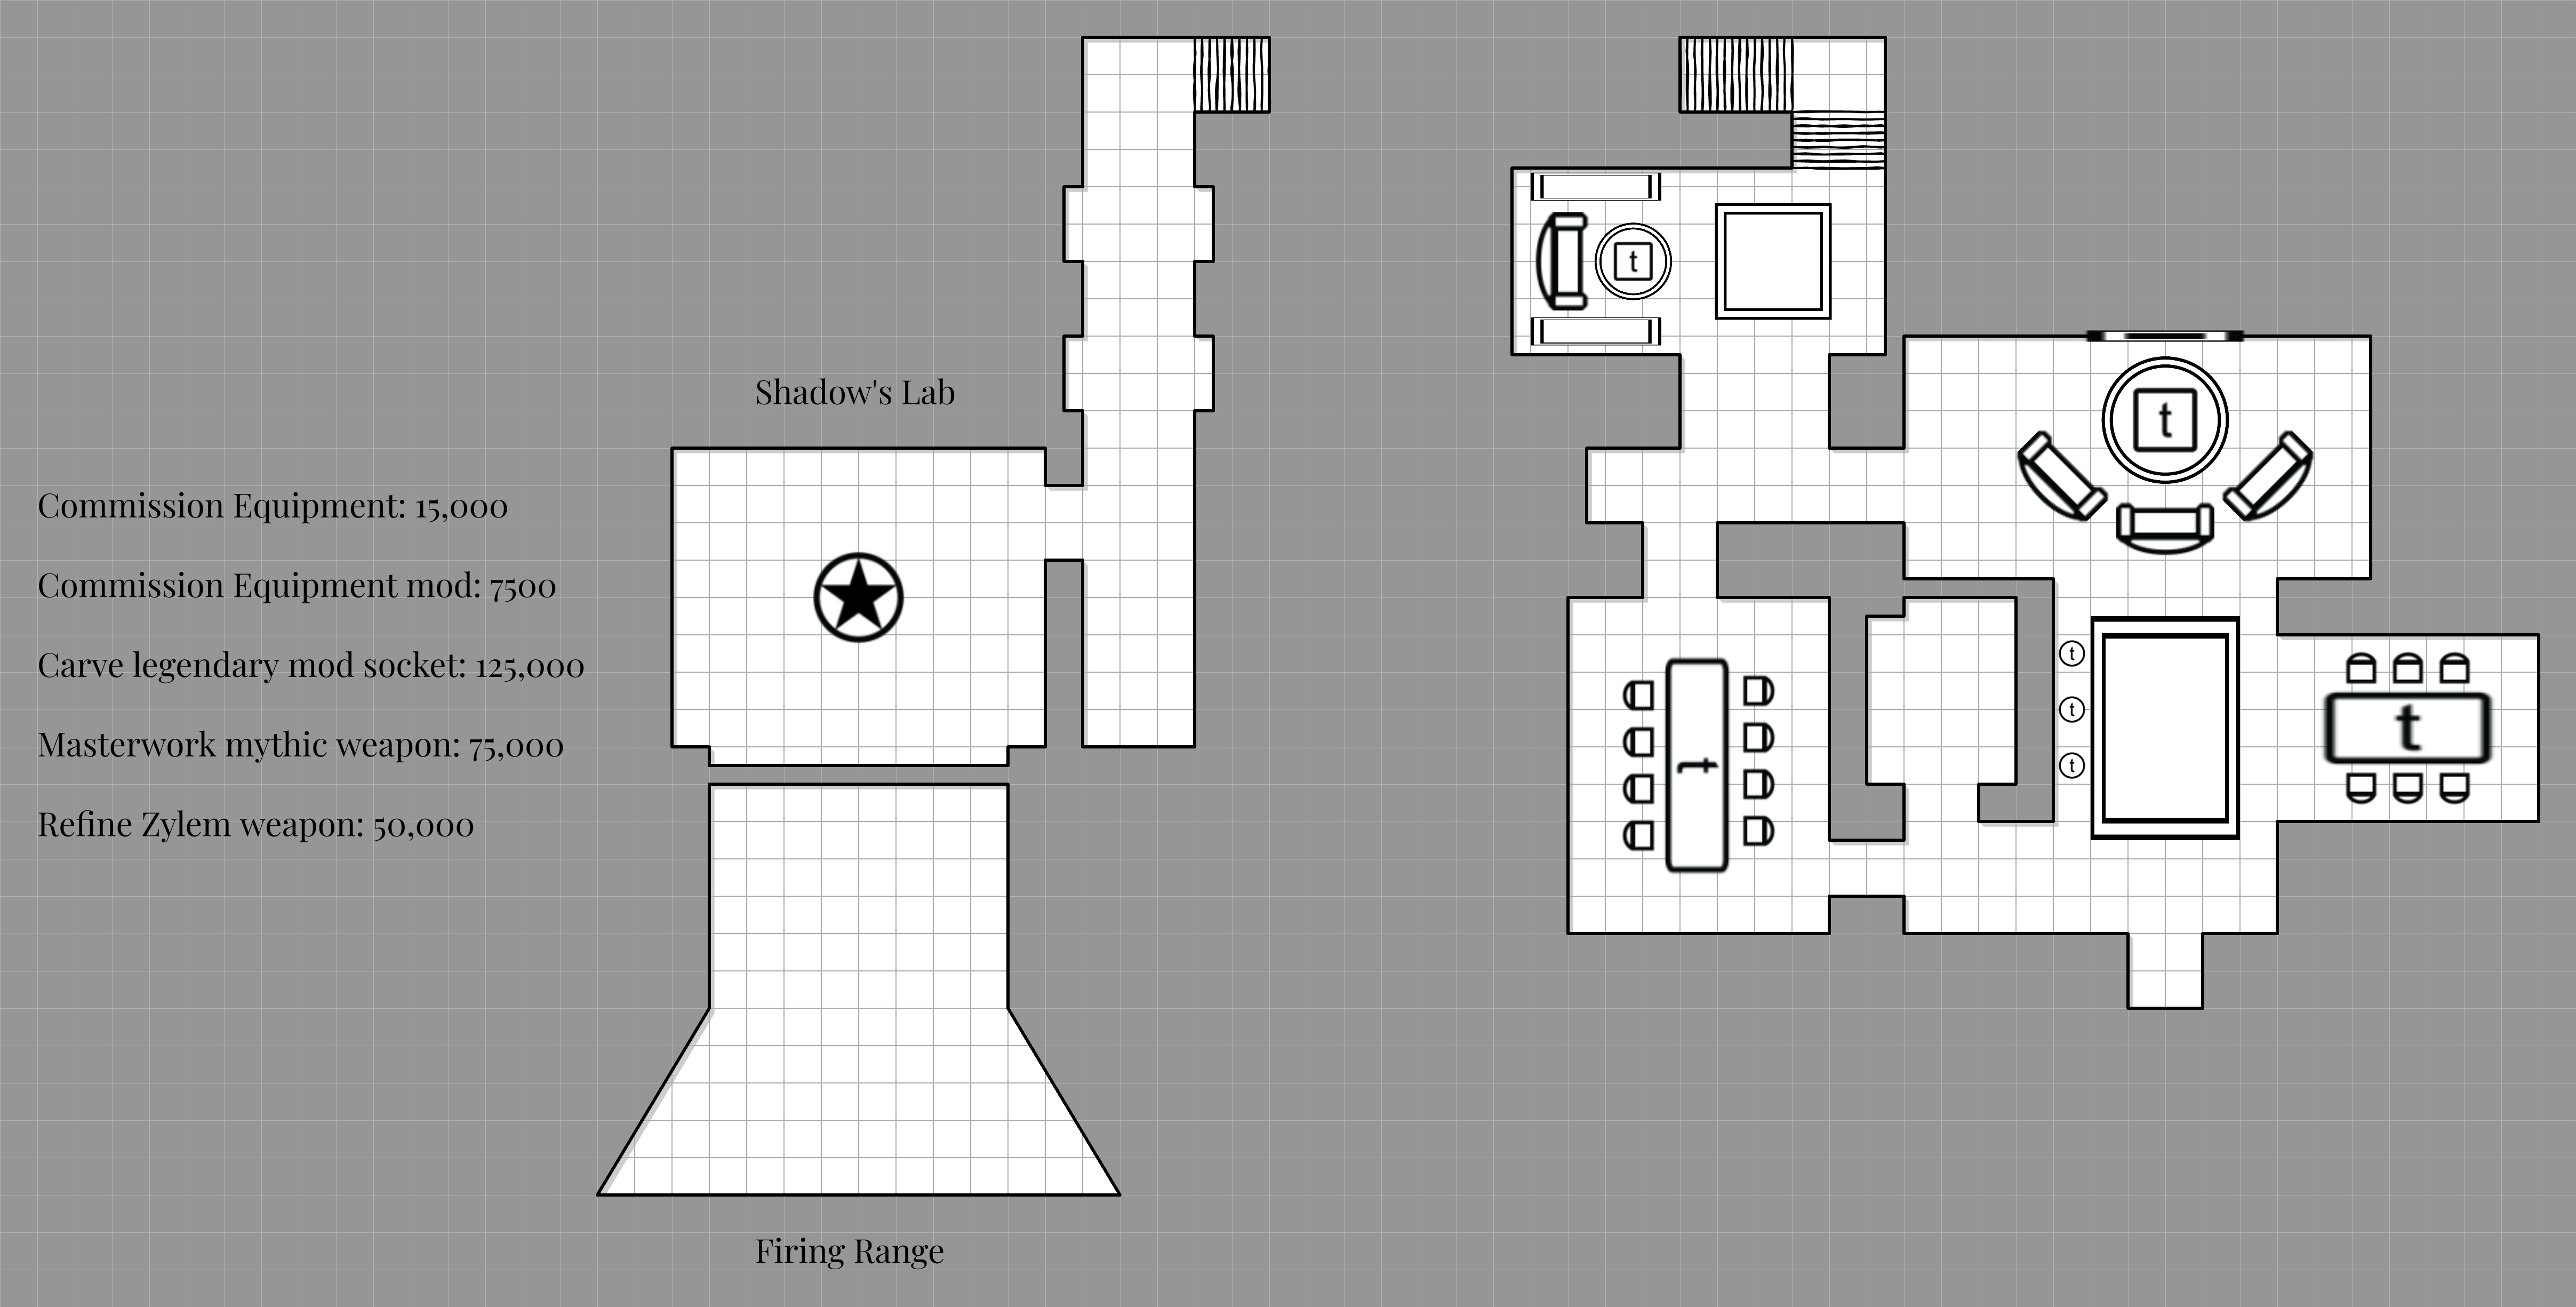 Shadow's Lab
Commission Equipment: 15,000
Commission Equipment mod: 7500
Carve legendary mod socket: 125,000
Masterwork mythic weapon: 75,000
Refine Zylem weapon: 50,000
Firing Range
t
t
t
t
t
t
t